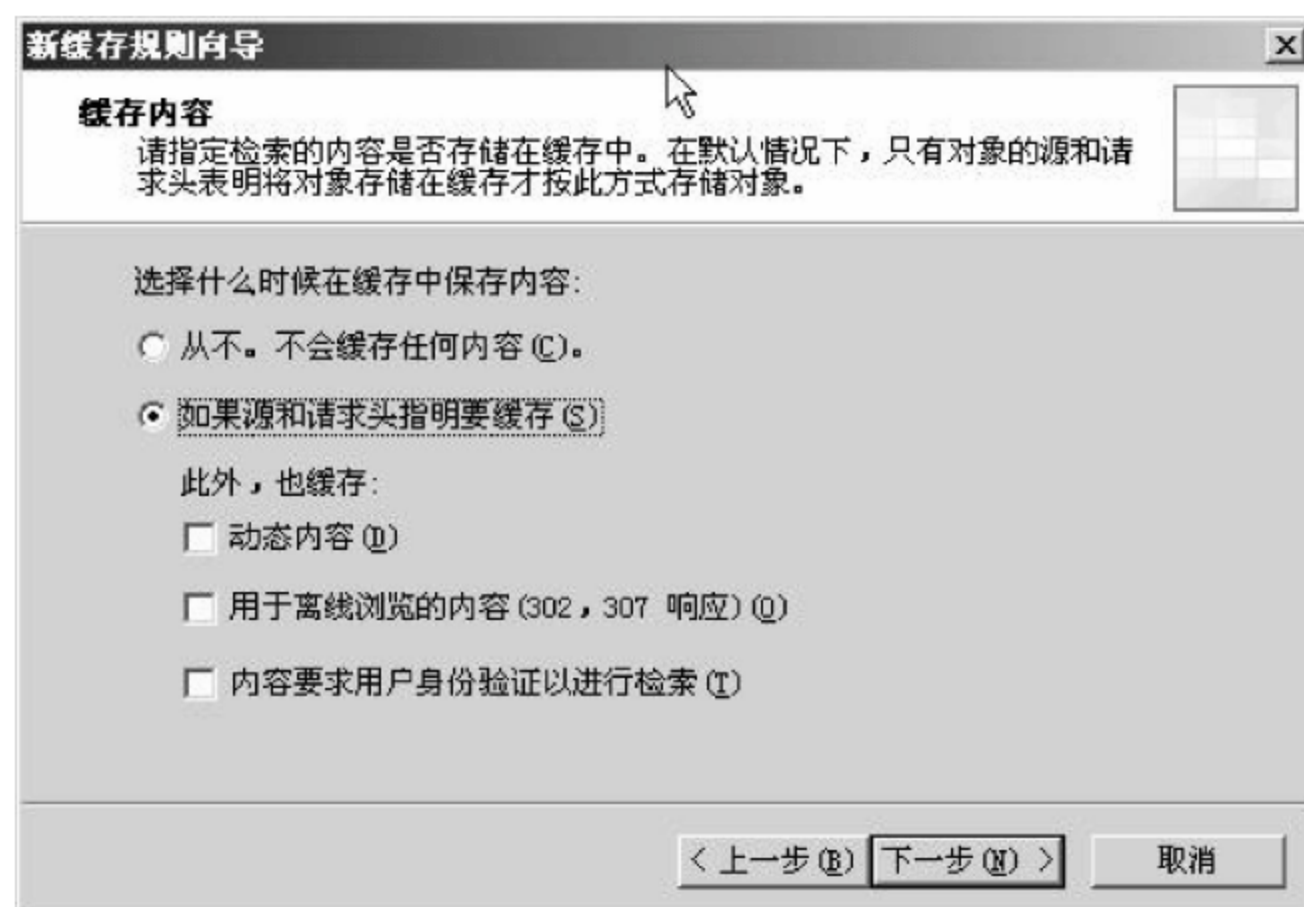 新缓存规则向导
缓存内容
请指定检索的内容是否存储在缓存中。在默认情况下，只有对象的源和请
求头表明将对象存储在缓存才按此方式存储对象。
选择什么时候在缓存中保存内容:
从不。不会缓存任何内容(C)。
如果源和请求头指明要缓存(S)
此外，也缓存:
动态内容(D)
用于离线浏览的内容(302，307 响应)(O)
内容要求用户身份验证以进行检索(T)
< 上一步(B) 下一步(N) > 取消